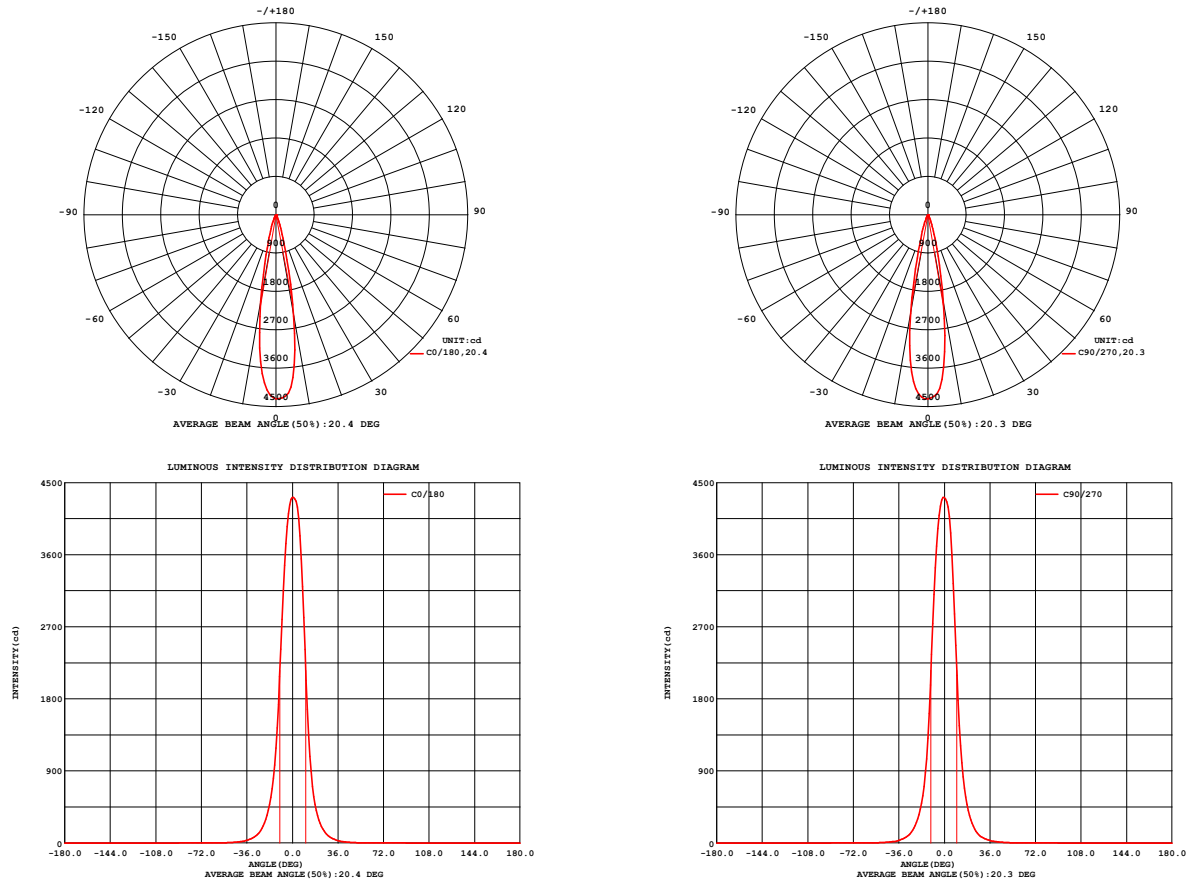 -/+180
-150
150
-120
120
-90
90
0
900
1800
2700
3600
4500
-60
60
-30
30
0
UNIT:cd
C0/180,20.4
AVERAGE BEAM ANGLE(50%):20.4 DEG
-/+180
-150
150
-120
120
-90
90
0
900
1800
2700
3600
4500
-60
60
-30
30
0
UNIT:cd
C90/270,20.3
AVERAGE BEAM ANGLE(50%):20.3 DEG
LUMINOUS INTENSITY DISTRIBUTION DIAGRAM
C0/180
INTENSITY(cd)
4500
3600
2700
1800
900
0
-180.0 -144.0 -108.0 -72.0 -36.0 0.0 36.0 72.0 108.0 144.0 180.0
ANGLE(DEG)
AVERAGE BEAM ANGLE(50%):20.4 DEG
LUMINOUS INTENSITY DISTRIBUTION DIAGRAM
C90/270
INTENSITY(cd)
4500
3600
2700
1800
900
0
-180.0 -144.0 -108.0 -72.0 -36.0 0.0 36.0 72.0 108.0 144.0 180.0
ANGLE(DEG)
AVERAGE BEAM ANGLE(50%):20.3 DEG